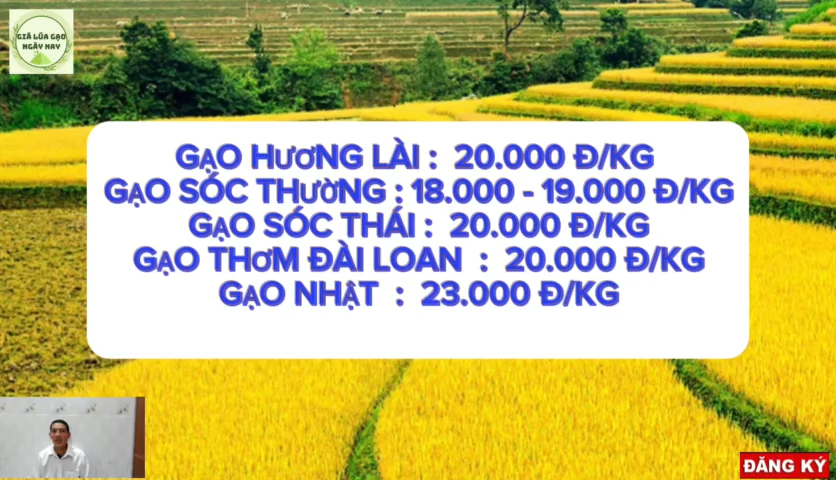 GIÁ LÚA GẠO
NGÀY NAY
GẠO HƯƠNG LÀI : 20.000 Đ/KG
GẠO SÓC THƯỜNG : 18.000 - 19.000 Đ/KG
GẠO SÓC THÁI : 20.000 Đ/KG
GẠO THƠM ĐÀI LOAN : 20.000 Đ/KG
GẠO NHẬT : 23.000 Đ/KG
ĐĂNG KÝ